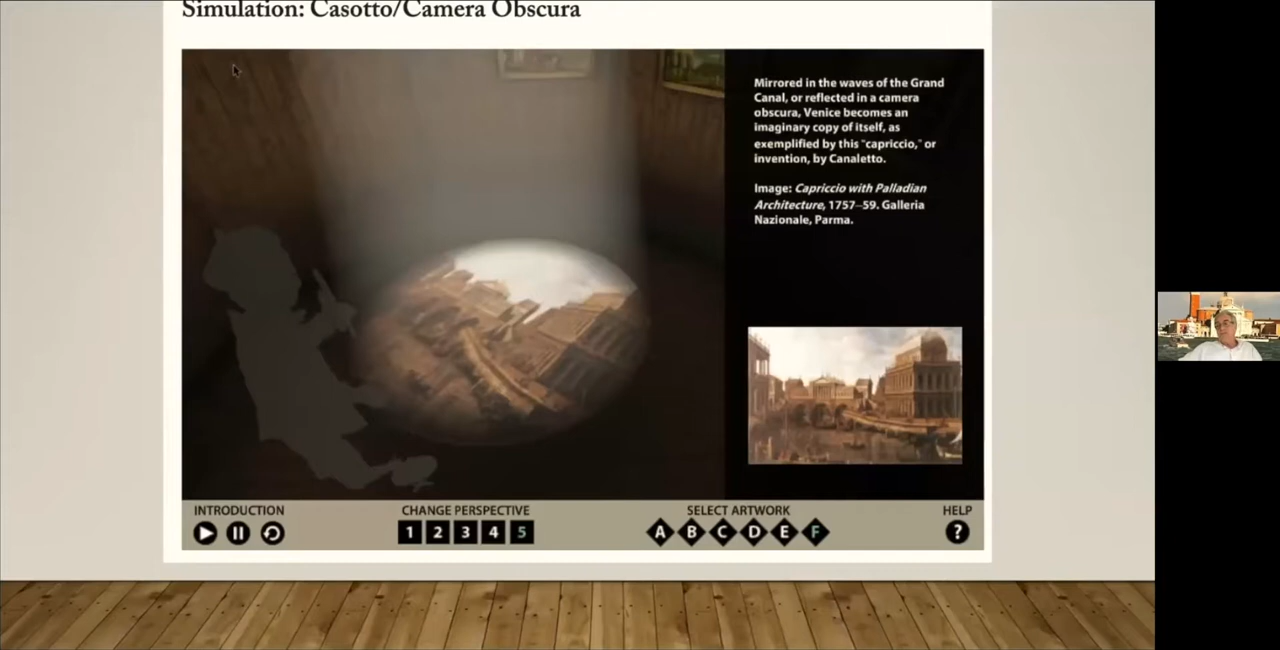 Simulation: Casotto/Camera Obscura
Mirrored in the waves of the Grand
Canal, or reflected in a camera
obscura, Venice becomes an
imaginary copy of itself, as
exemplified by this "capriccio," or
invention, by Canaletto.
Image: Capriccio with Palladian
Architecture, 1757–59. Galleria
Nazionale, Parma.
INTRODUCTION
CHANGE PERSPECTIVE
1 2 3 4 5
SELECT ARTWORK
A B C D E F
HELP
?